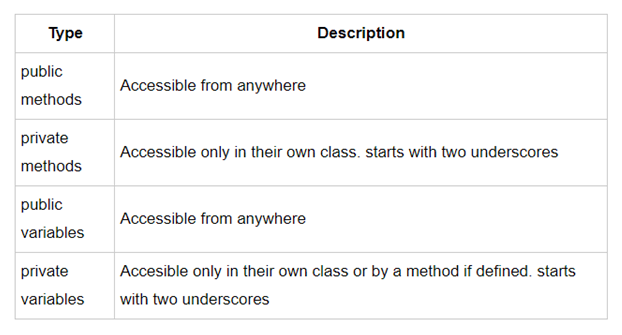 Type Description
public
methods
Accessible from anywhere
private
methods
Accessible only in their own class. starts with two underscores
public
variables
Accessible from anywhere
private
variables
Accesible only in their own class or by a method if defined. starts
with two underscores